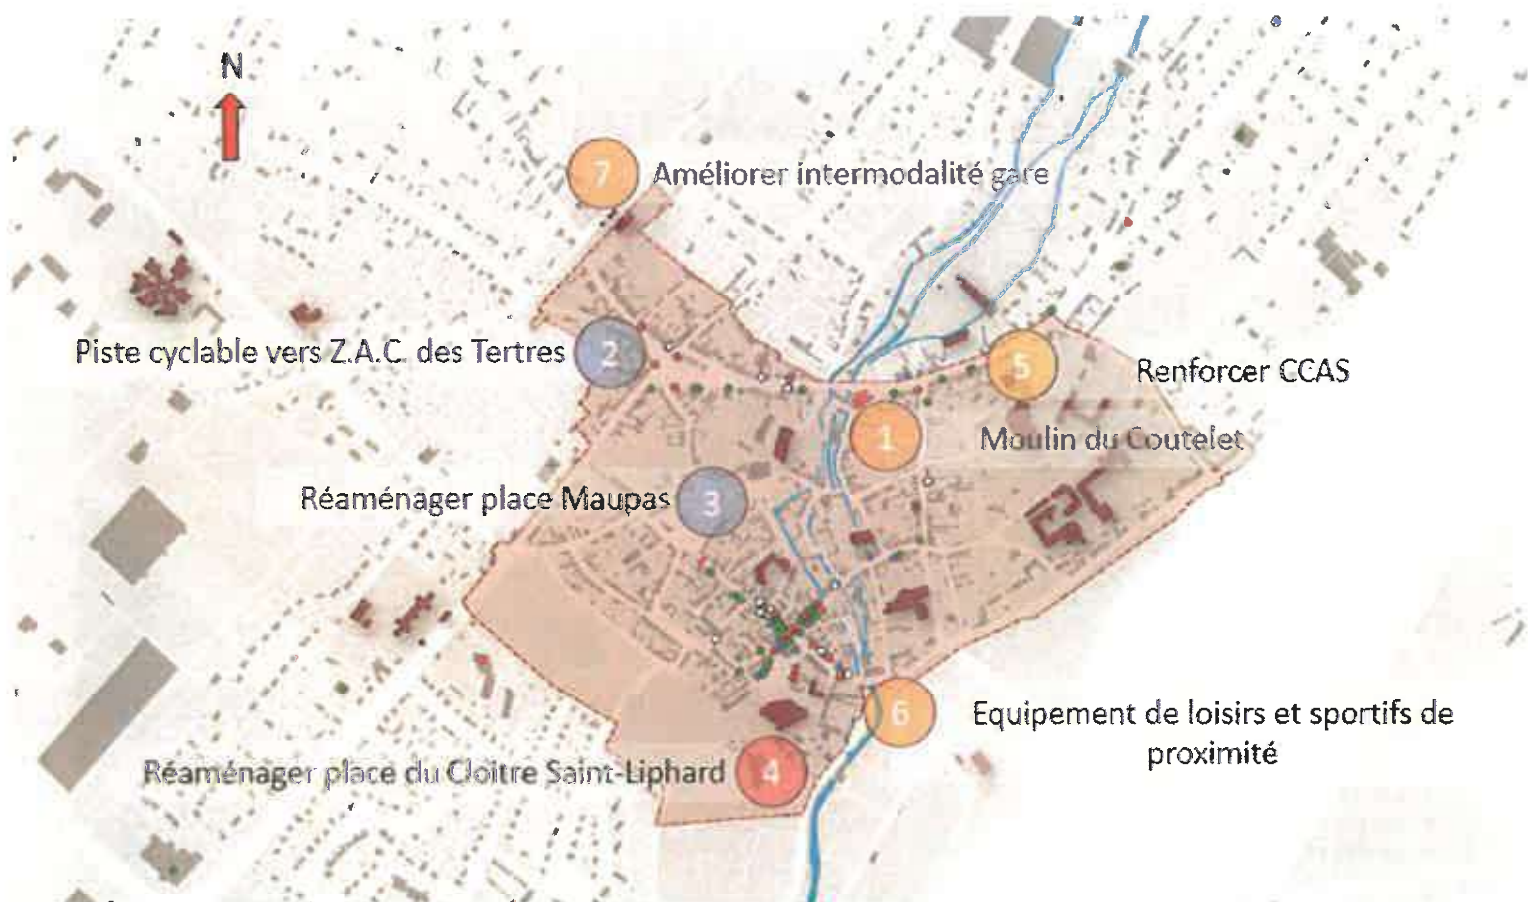 N
7 Améliorer intermodalité gare
Piste cyclable vers Z.A.C. des Tertres 2
5 Renforcer CCAS
1 Moulin du Coutelet
Réaménager place Maupas 3
6 Equipement de loisirs et sportifs de
proximité
Réaménager place du Cloitre Saint-Liphard 4